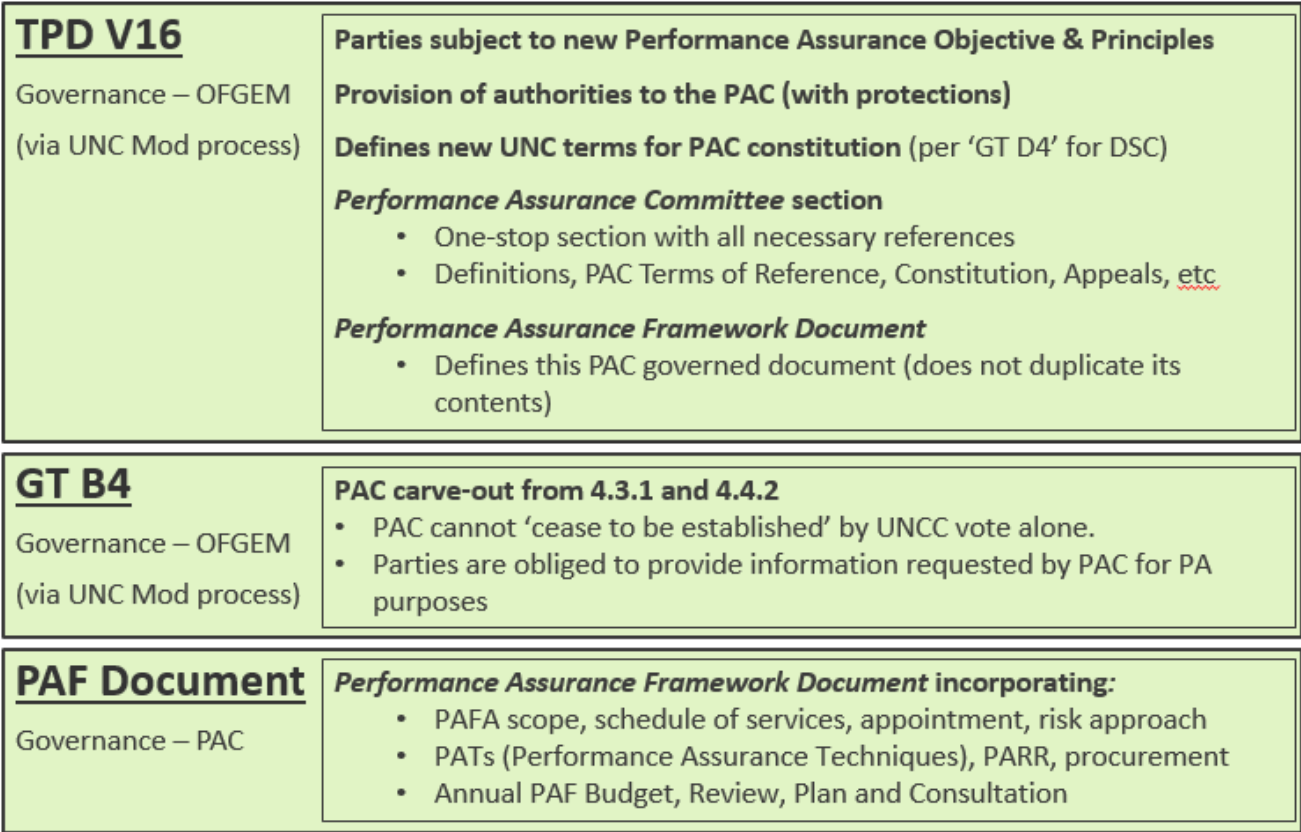 TPD V16
Governance – OFGEM
(via UNC Mod process)
Parties subject to new Performance Assurance Objective & Principles
Provision of authorities to the PAC (with protections)
Defines new UNC terms for PAC constitution (per ‘GT D4’ for DSC)
Performance Assurance Committee section
• One-stop section with all necessary references
• Definitions, PAC Terms of Reference, Constitution, Appeals, etc
Performance Assurance Framework Document
• Defines this PAC governed document (does not duplicate its
contents)
GT B4
Governance – OFGEM
(via UNC Mod process)
PAC carve-out from 4.3.1 and 4.4.2
• PAC cannot ‘cease to be established’ by UNCC vote alone.
• Parties are obliged to provide information requested by PAC for PA
purposes
PAF Document
Governance – PAC
Performance Assurance Framework Document incorporating:
• PAFA scope, schedule of services, appointment, risk approach
• PATs (Performance Assurance Techniques), PARR, procurement
• Annual PAF Budget, Review, Plan and Consultation